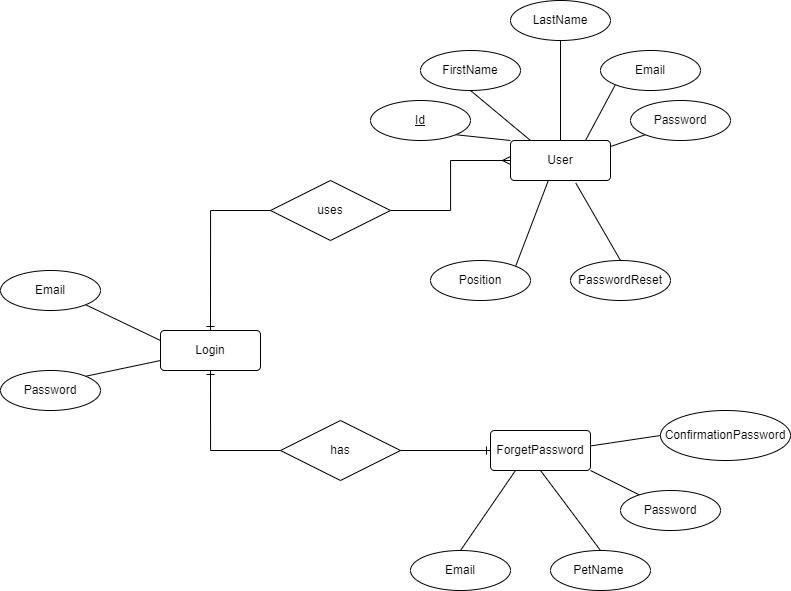 LastName
FirstName
Email
Id
Password
User
uses
Position
PasswordReset
Email
Login
Password
has
ForgetPassword
ConfirmationPassword
Password
Email
PetName